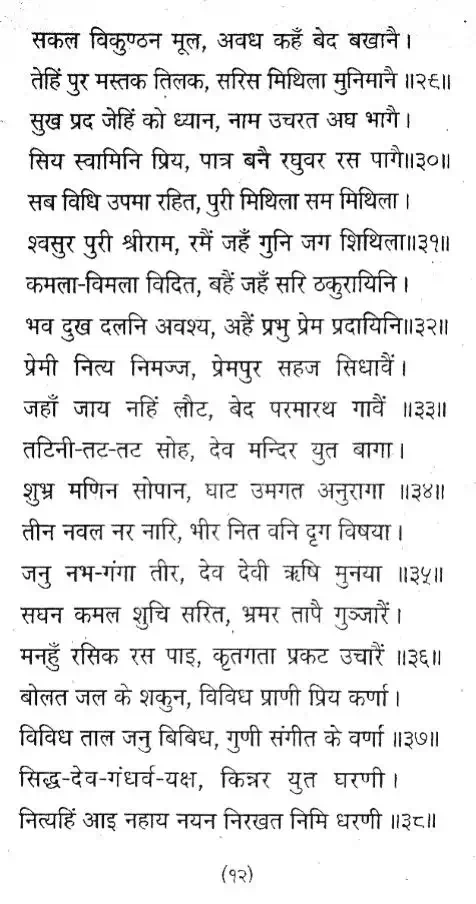 सकल विकुण्ठन मूल, अवध कहँ बेद बखानै ।
तेहिं पुर मस्तक तिलक, सरिस मिथिला मुनिमानै ॥२९॥
सुख प्रद जेहिं को ध्यान, नाम उचरत अघ भागै ।
सिय स्वामिनि प्रिय, पात्र बनै रघुवर रस पागै॥३०॥
सब विधि उपमा रहित, पुरी मिथिला सम मिथिला ।
श्वसुर पुरी श्रीराम, रमैं जहँ गुनि जग शिथिला॥३१॥
कमला-विमला विदित, बहैं जहँ सरि ठकुरायिनि ।
भव दुख दलनि अवश्य, अहैं प्रभु प्रेम प्रदायिनि॥३२॥
प्रेमी नित्य निमज्ज, प्रेमपुर सहज सिधावैं ।
जहाँ जाय नहिं लौट, बेद परमारथ गावैं ॥३३॥
तटिनी-तट-तट सोह, देव मन्दिर युत बागा ।
शुभ्र मणिन सोपान, घाट उमगत अनुरागा ॥३४॥
तीन नवल नर नारि, भीर नित वनि दृग विषया ।
जनु नभ-गंगा तीर, देव देवी ऋषि मुनया ॥३५॥
सघन कमल शुचि सरित, भ्रमर तापै गुञ्जारैं ।
मनहुँ रसिक रस पाइ, कृतगता प्रकट उचारैं ॥३६॥
बोलत जल के शकुन, विविध प्राणी प्रिय कर्णा ।
विविध ताल जनु बिबिध, गुणी संगीत के वर्णा ॥३७॥
सिद्ध-देव-गंधर्व-यक्ष, किन्नर युत घरणी ।
नित्यहिं आइ नहाय नयन निरखत निमि धरणी ॥३८॥
(१२)